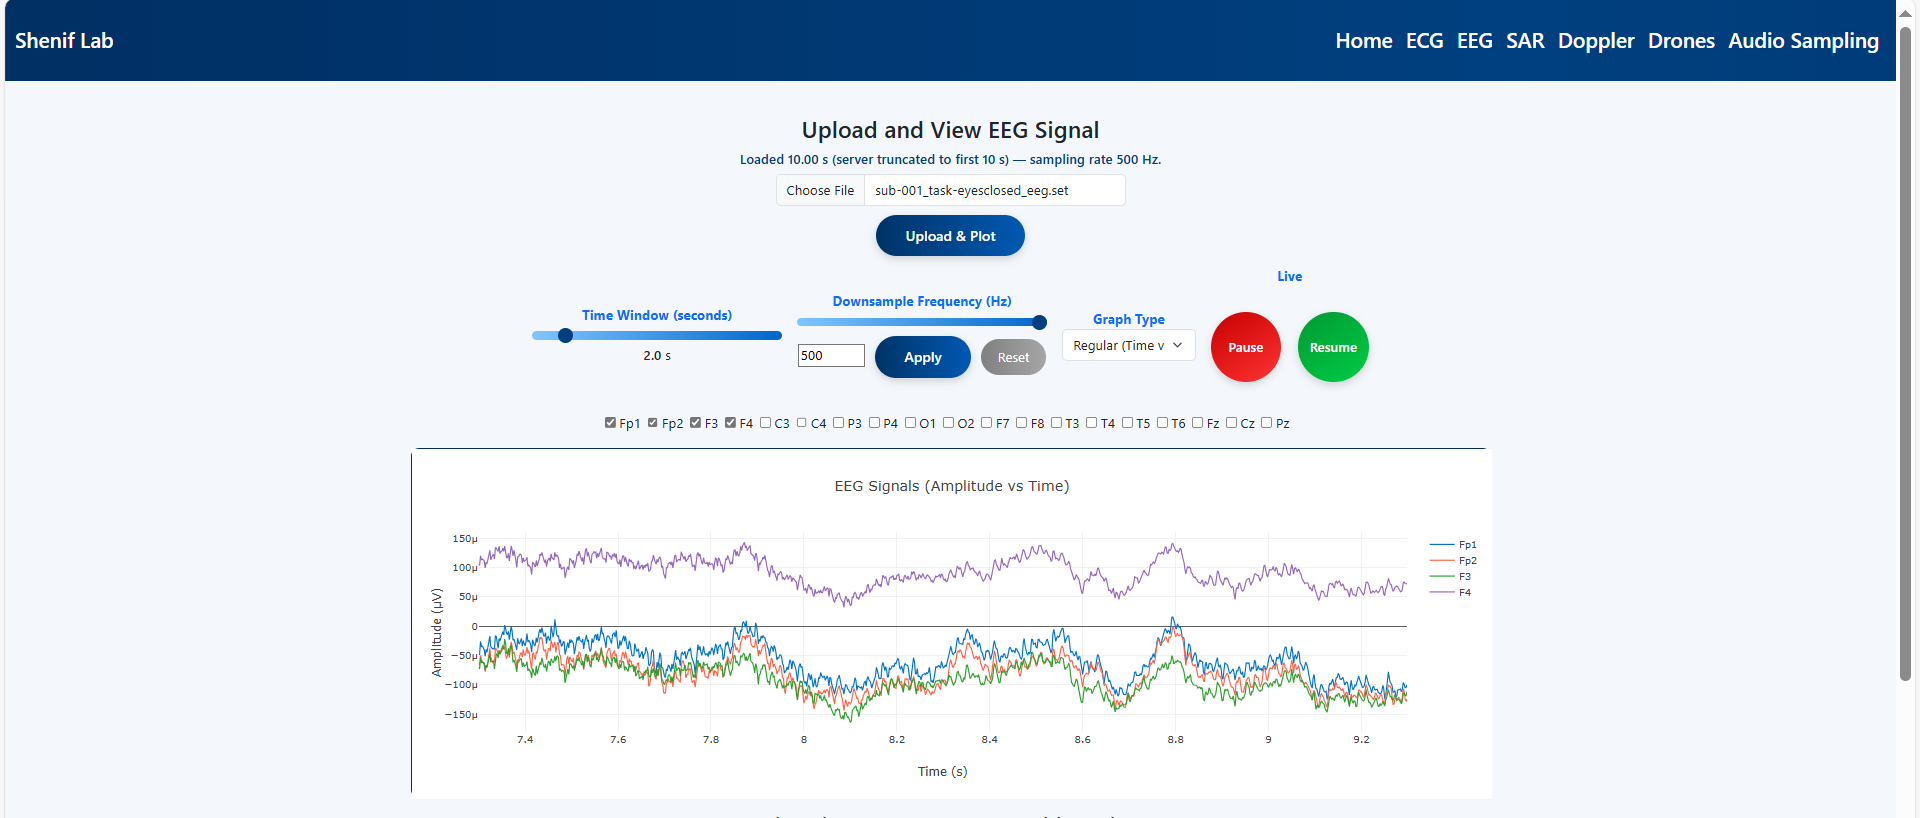 Shenif Lab
Home ECG EEG SAR Doppler Drones Audio Sampling
Upload and View EEG Signal
Loaded 10.00 s (server truncated to first 10 s) — sampling rate 500 Hz.
Choose File sub-001_task-eyesclosed_eeg.set
Upload & Plot
Live
Downsample Frequency (Hz)
Time Window (seconds)
Graph Type
2.0 s
500 Apply Reset
Regular (Time v
Pause Resume
Fp1 Fp2 F3 F4 C3 C4 P3 P4 O1 O2 F7 F8 T3 T4 T5 T6 Fz Cz Pz
EEG Signals (Amplitude vs Time)
150μ
100μ
50μ
0
−50μ
−100μ
−150μ
Amplitude (μV)
7.4 7.6 7.8 8 8.2 8.4 8.6 8.8 9 9.2
Time (s)
Fp1
Fp2
F3
F4